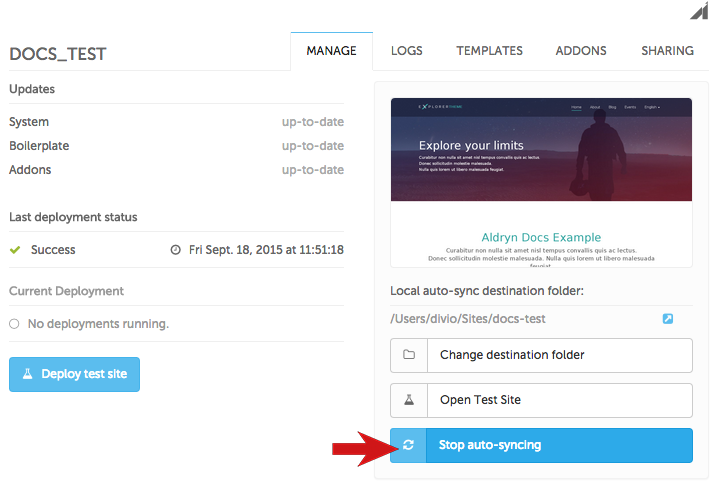 DOCS_TEST
MANAGE
LOGS
TEMPLATES
ADDONS
SHARING
Updates
System up-to-date
Boilerplate up-to-date
Addons up-to-date
Last deployment status
Success Fri Sept. 18, 2015 at 11:51:18
Current Deployment
No deployments running.
Deploy test site
EXPLORER THEME
Home About Blog Events English
Explore your limits
Curabitur non nulla sit amet nisl tempus convallis quis ac lectus
Donec sollicitudin molestie malesuada
Nulla quis lorem ut libero malesuada feugiat.
Aldryn Docs Example
Curabitur non nulla sit amet nisl tempus convallis quis ac lectus.
Donec sollicitudin molestie malesuada. Nulla quis lorem ut libero malesuada
feugiat.
Local auto-sync destination folder:
/Users/divio/Sites/docs-test
Change destination folder
Open Test Site
Stop auto-syncing